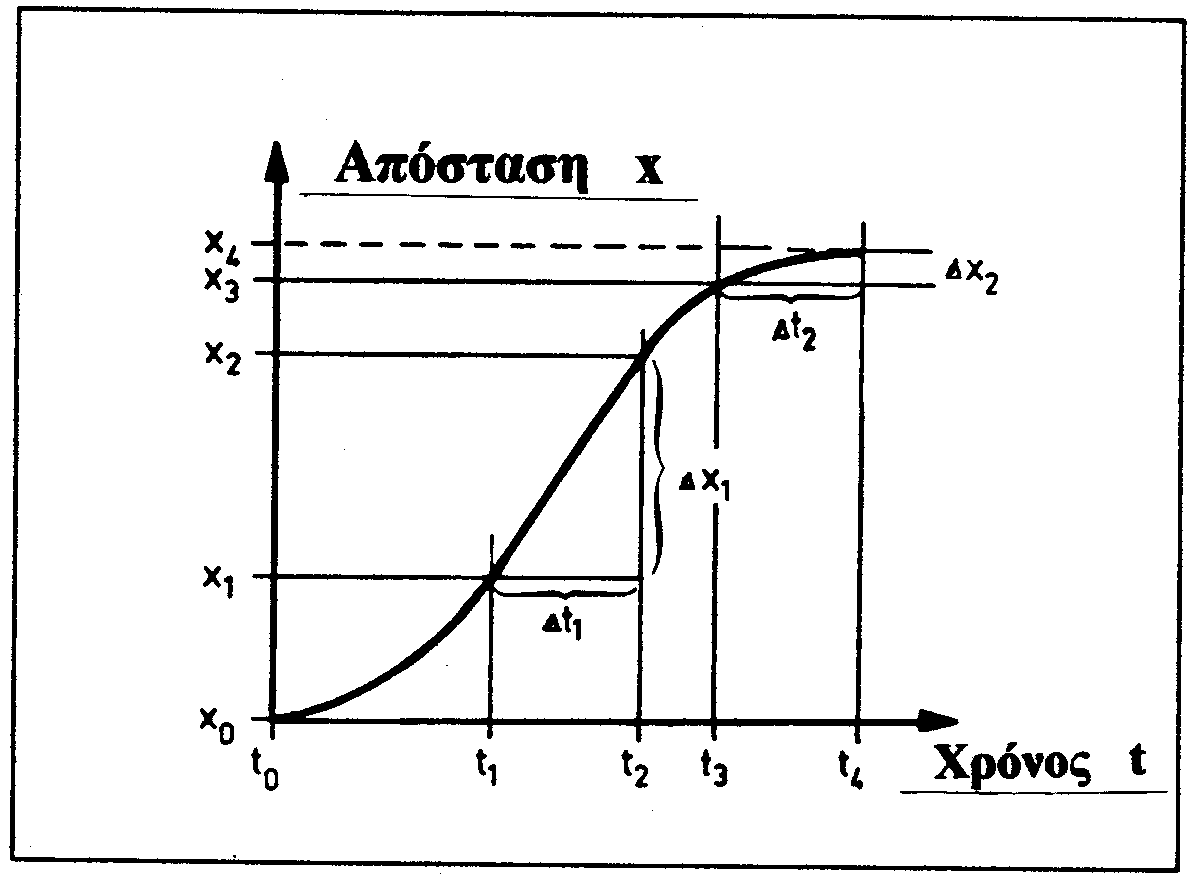 Απόσταση x
x₄
x₃
Δx₂
Δt₂
x₂
Δx₁
x₁
Δt₁
x₀
t₀ t₁ t₂ t₃ t₄
Χρόνος t